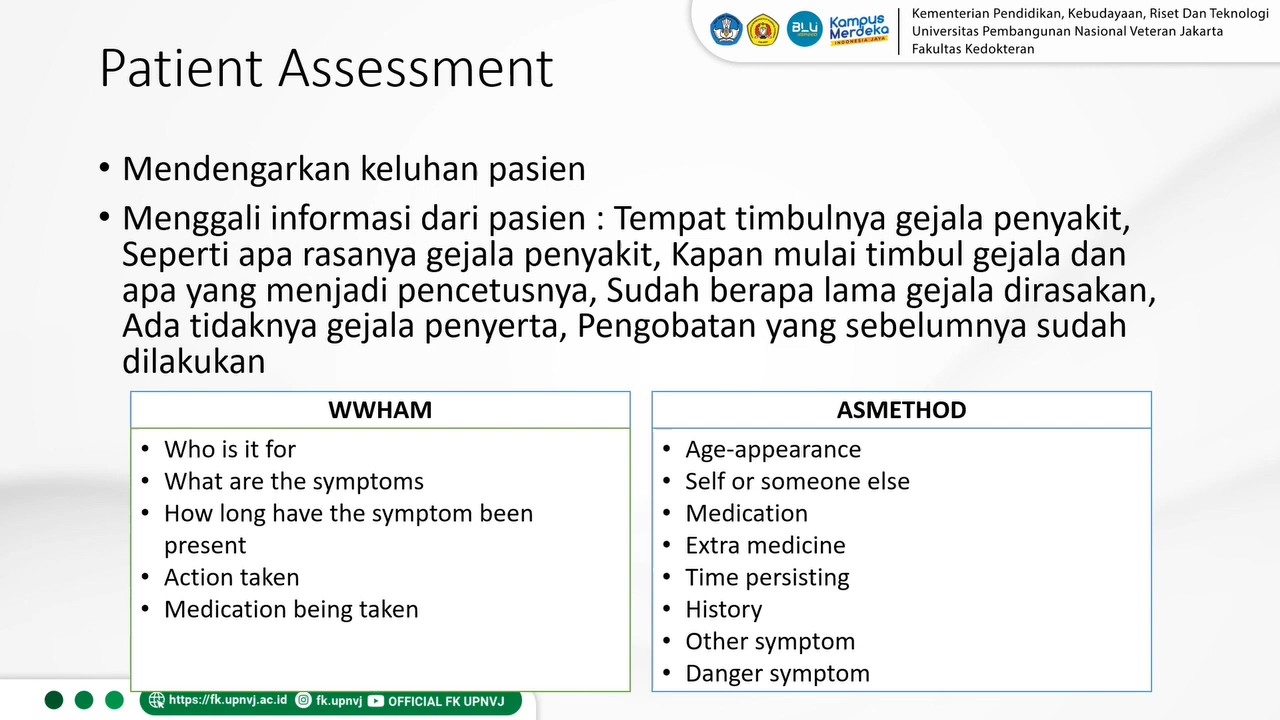 Kementerian Pendidikan, Kebudayaan, Riset Dan Teknologi
Universitas Pembangunan Nasional Veteran Jakarta
Fakultas Kedokteran
BLU
Kampus
Merdeka
INDONESIA JAYA
Patient Assessment
• Mendengarkan keluhan pasien
• Menggali informasi dari pasien : Tempat timbulnya gejala penyakit,
Seperti apa rasanya gejala penyakit, Kapan mulai timbul gejala dan
apa yang menjadi pencetusnya, Sudah berapa lama gejala dirasakan,
Ada tidaknya gejala penyerta, Pengobatan yang sebelumnya sudah
dilakukan
WWHAM
• Who is it for
• What are the symptoms
• How long have the symptom been
present
• Action taken
• Medication being taken
ASMETHOD
• Age-appearance
• Self or someone else
• Medication
• Extra medicine
• Time persisting
• History
• Other symptom
• Danger symptom
https://fk.upnvj.ac.id fk.upnvj OFFICIAL FK UPNVJ